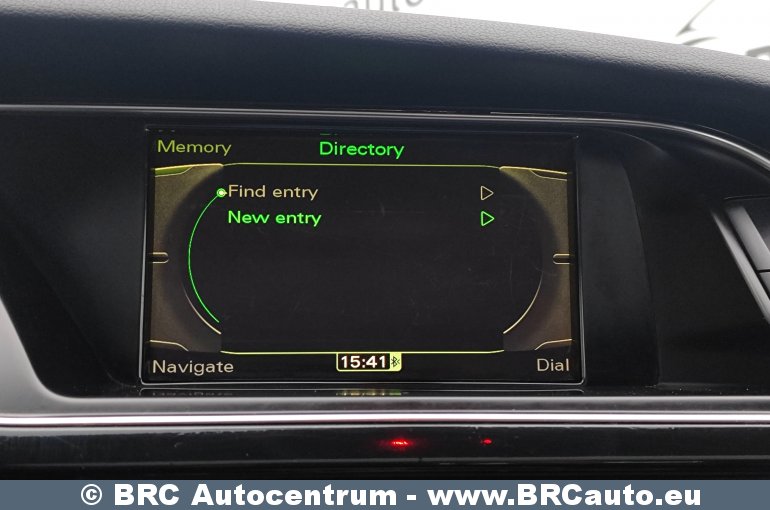 Memory
Directory
Find entry
New entry
15:41
Navigate
Dial
© BRC Autocentrum - www.BRCauto.eu